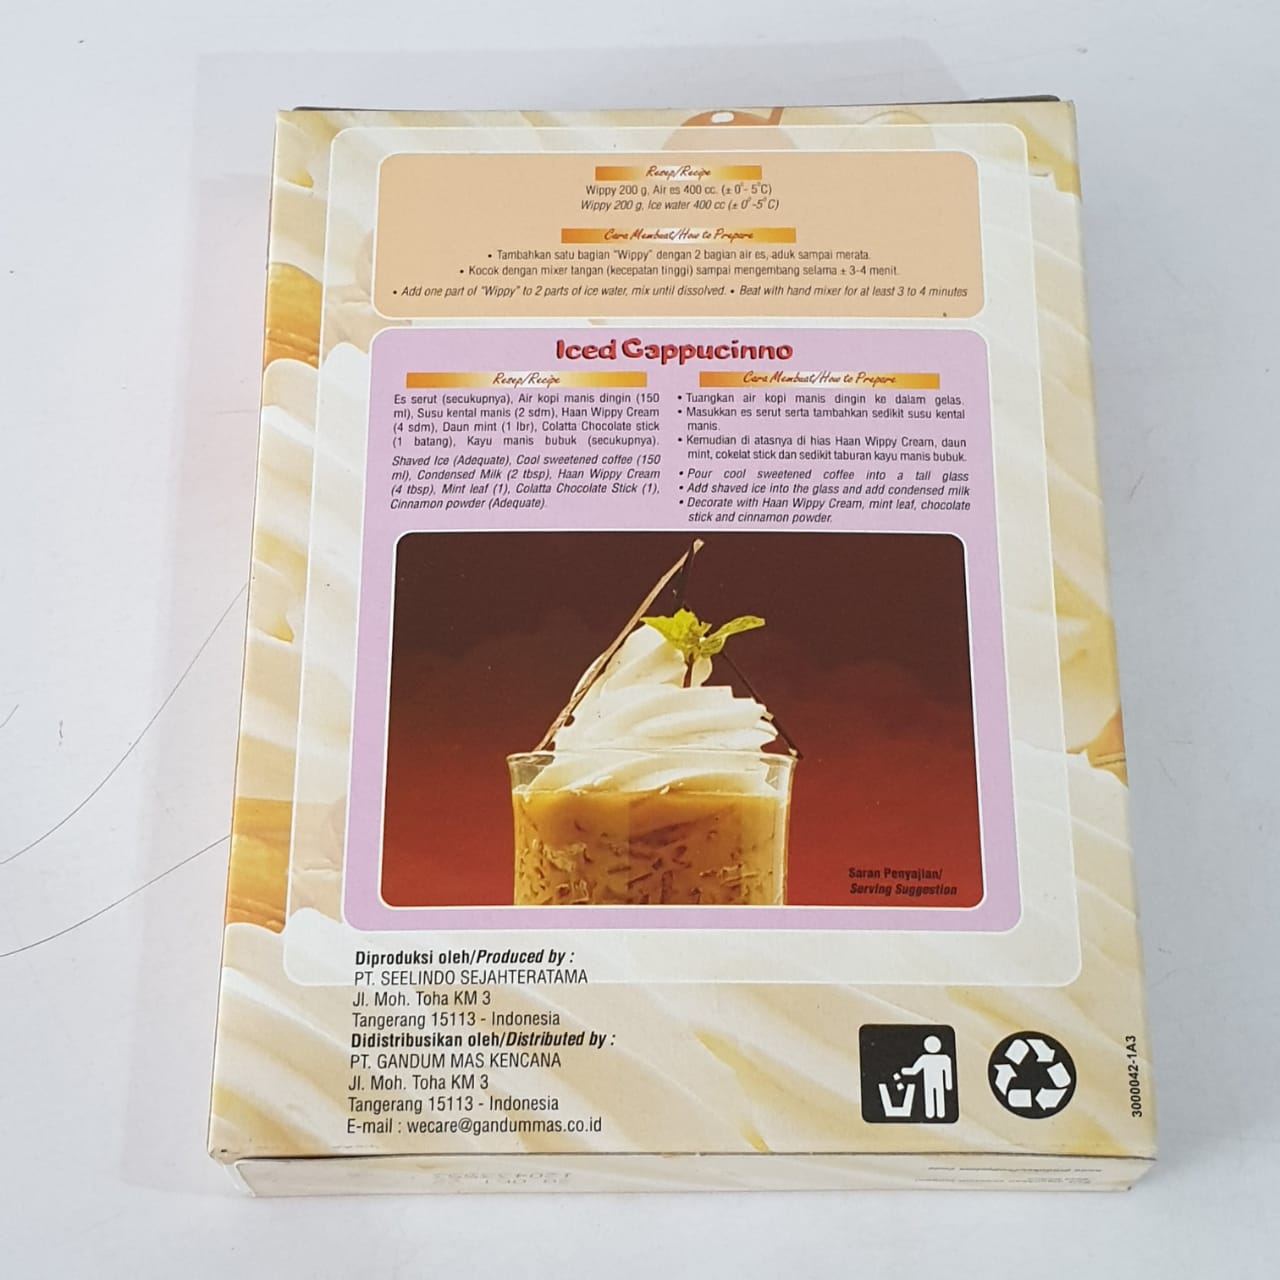 Resep/Recipe
Wippy 200 g, Air es 400 cc. (± 0°- 5°C)
Wippy 200 g, Ice water 400 cc (± 0°-5°C)
Cara Membuat/How to Prepare
• Tambahkan satu bagian "Wippy" dengan 2 bagian air es, aduk sampai merata.
• Kocok dengan mixer tangan (kecepatan tinggi) sampai mengembang selama ± 3-4 menit.
• Add one part of "Wippy" to 2 parts of ice water, mix until dissolved. • Beat with hand mixer for at least 3 to 4 minutes
Iced Cappucinno
Resep/Recipe
Es serut (secukupnya), Air kopi manis dingin (150
ml), Susu kental manis (2 sdm), Haan Wippy Cream
(4 sdm), Daun mint (1 lbr), Colatta Chocolate stick
(1 batang), Kayu manis bubuk (secukupnya).
Shaved Ice (Adequate), Cool sweetened coffee (150
ml), Condensed Milk (2 tbsp), Haan Wippy Cream
(4 tbsp), Mint leaf (1), Colatta Chocolate Stick (1),
Cinnamon powder (Adequate).
Cara Membuat/How to Prepare
• Tuangkan air kopi manis dingin ke dalam gelas.
• Masukkan es serut serta tambahkan sedikit susu kental
manis.
• Kemudian di atasnya di hias Haan Wippy Cream, daun
mint, cokelat stick dan sedikit taburan kayu manis bubuk.
• Pour cool sweetened coffee into a tall glass
• Add shaved ice into the glass and add condensed milk
• Decorate with Haan Wippy Cream, mint leaf, chocolate
stick and cinnamon powder.
Saran Penyajian/
Serving Suggestion
Diproduksi oleh/Produced by :
PT. SEELINDO SEJAHTERATAMA
Jl. Moh. Toha KM 3
Tangerang 15113 - Indonesia
Didistribusikan oleh/Distributed by :
PT. GANDUM MAS KENCANA
Jl. Moh. Toha KM 3
Tangerang 15113 - Indonesia
E-mail : wecare@gandummas.co.id
3000042-1A3